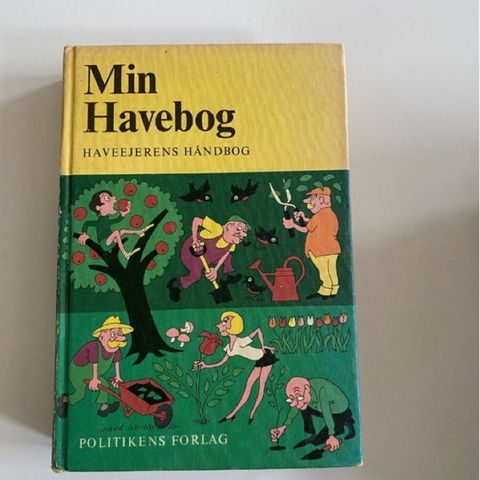 Min
Havebog
HAVEEJERENS HÅNDBOG
POLITIKENS FORLAG